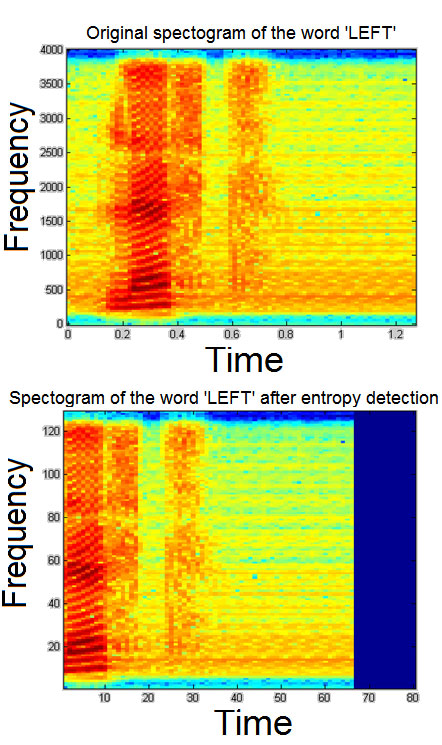 Original spectogram of the word 'LEFT'
4000
3500
3000
2500
2000
1500
1000
500
0
Frequency
0 0.2 0.4 0.6 0.8 1 1.2
Time
Spectogram of the word 'LEFT' after entropy detection
120
100
80
60
40
20
Frequency
10 20 30 40 50 60 70 80
Time